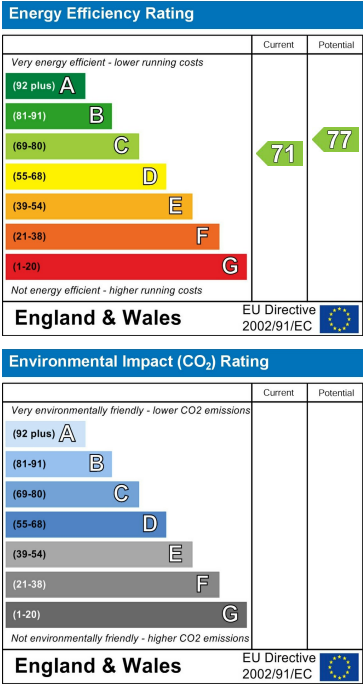 Energy Efficiency Rating
Current Potential
Very energy efficient - lower running costs
(92 plus) A
(81-91) B
(69-80) C
(55-68) D
(39-54) E
(21-38) F
(1-20) G
71
77
Not energy efficient - higher running costs
England & Wales
EU Directive
2002/91/EC
Environmental Impact (CO₂) Rating
Current Potential
Very environmentally friendly - lower CO2 emissions
(92 plus) A
(81-91) B
(69-80) C
(55-68) D
(39-54) E
(21-38) F
(1-20) G
Not environmentally friendly - higher CO2 emissions
England & Wales
EU Directive
2002/91/EC